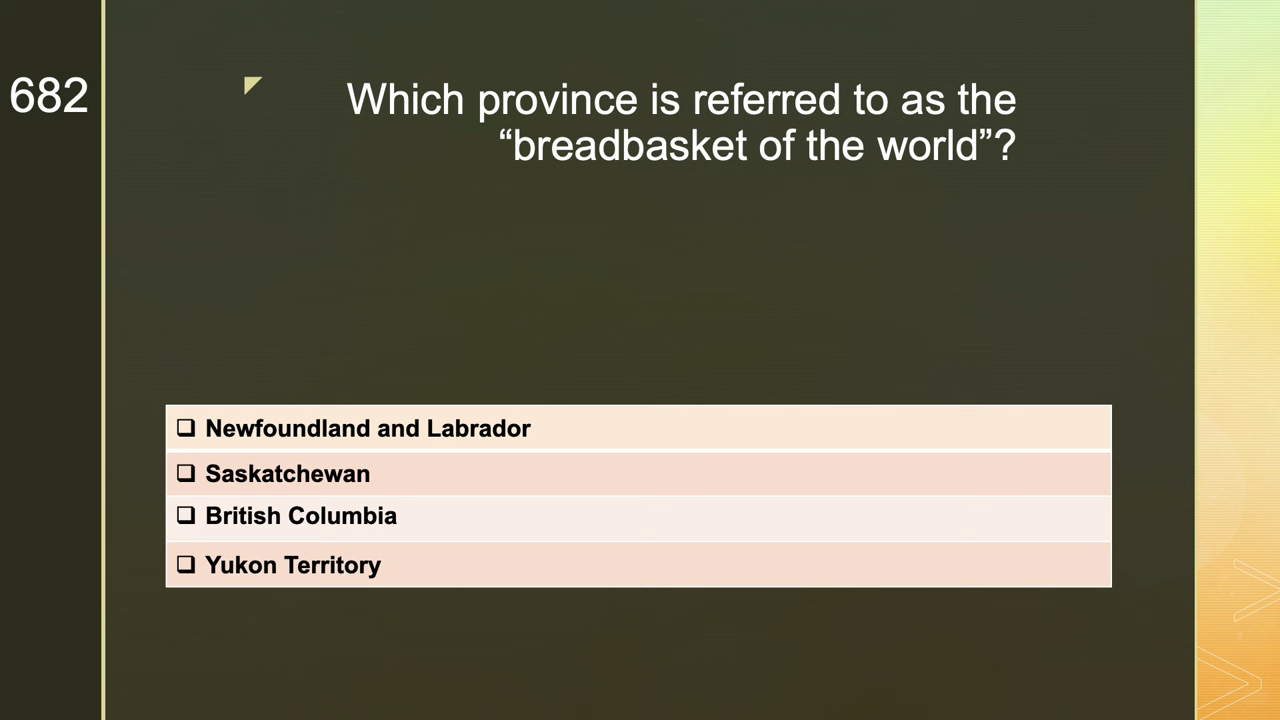 682
Which province is referred to as the
“breadbasket of the world”?
❑ Newfoundland and Labrador
❑ Saskatchewan
❑ British Columbia
❑ Yukon Territory